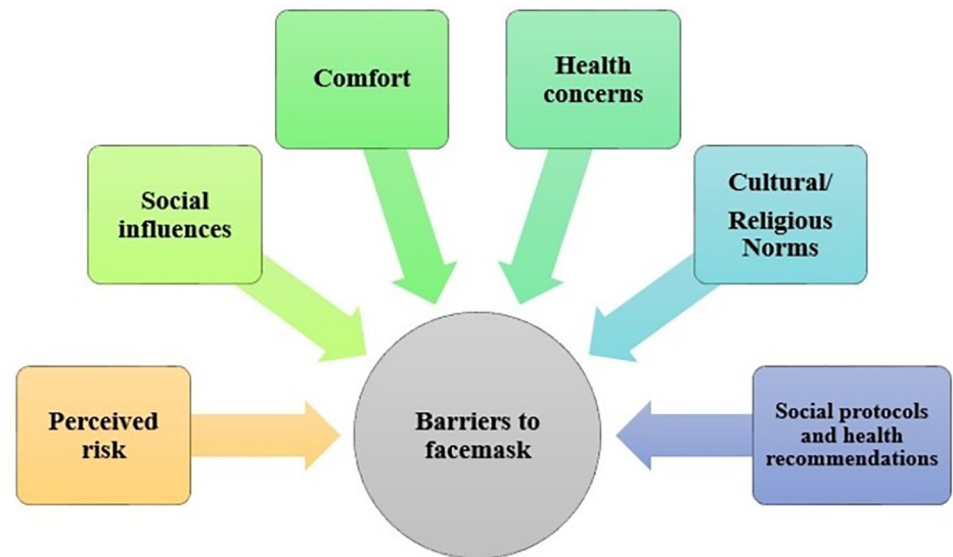 Comfort
Health
concerns
Social
influences
Cultural/
Religious
Norms
Perceived
risk
Barriers to
facemask
Social protocols
and health
recommendations